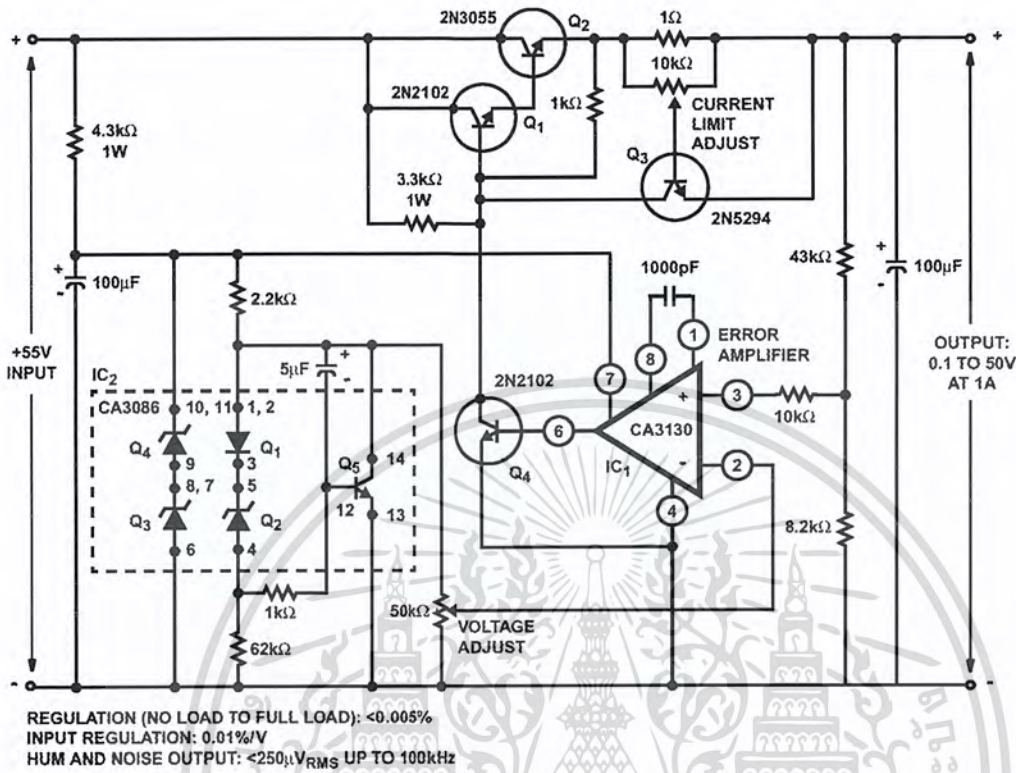 2N3055
Q2
1Ω
+
+
10kΩ
2N2102
1kΩ
CURRENT
LIMIT
ADJUST
Q1
4.3kΩ
1W
Q3
3.3kΩ
1W
2N5294
+
100µF
2.2kΩ
1000pF
43kΩ
+
100µF
-
-
+55V
INPUT
5µF
+
-
8
1
ERROR
AMPLIFIER
OUTPUT:
0.1 TO 50V
AT 1A
IC2
2N2102
7
CA3086
10, 11
1, 2
+
3
6
CA3130
10kΩ
Q4
Q1
9
3
Q5
14
IC1
-
2
8, 7
5
Q4
Q3
Q2
12
13
4
6
4
8.2kΩ
1kΩ
50kΩ
VOLTAGE
ADJUST
62kΩ
-
-
REGULATION (NO LOAD TO FULL LOAD): <0.005%
INPUT REGULATION: 0.01%/V
HUM AND NOISE OUTPUT: <250µVRMS UP TO 100kHz